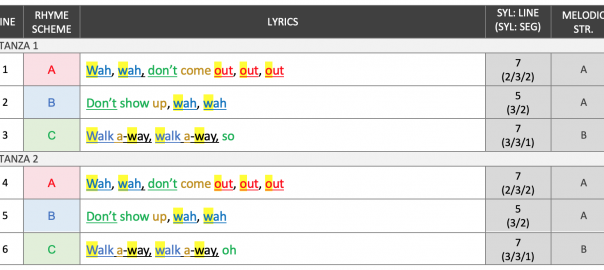 INE RHYME SCHEME LYRICS SYL: LINE (SYL: SEG) MELODIC STR.
TANZA 1
1 A Wah, wah, don't come out, out, out 7 (2/3/2) A
2 B Don't show up, wah, wah 5 (3/2) A
3 C Walk a-way, walk a-way, so 7 (3/3/1) B
TANZA 2
4 A Wah, wah, don't come out, out, out 7 (2/3/2) A
5 B Don't show up, wah, wah 5 (3/2) A
6 C Walk a-way, walk a-way, oh 7 (3/3/1) B